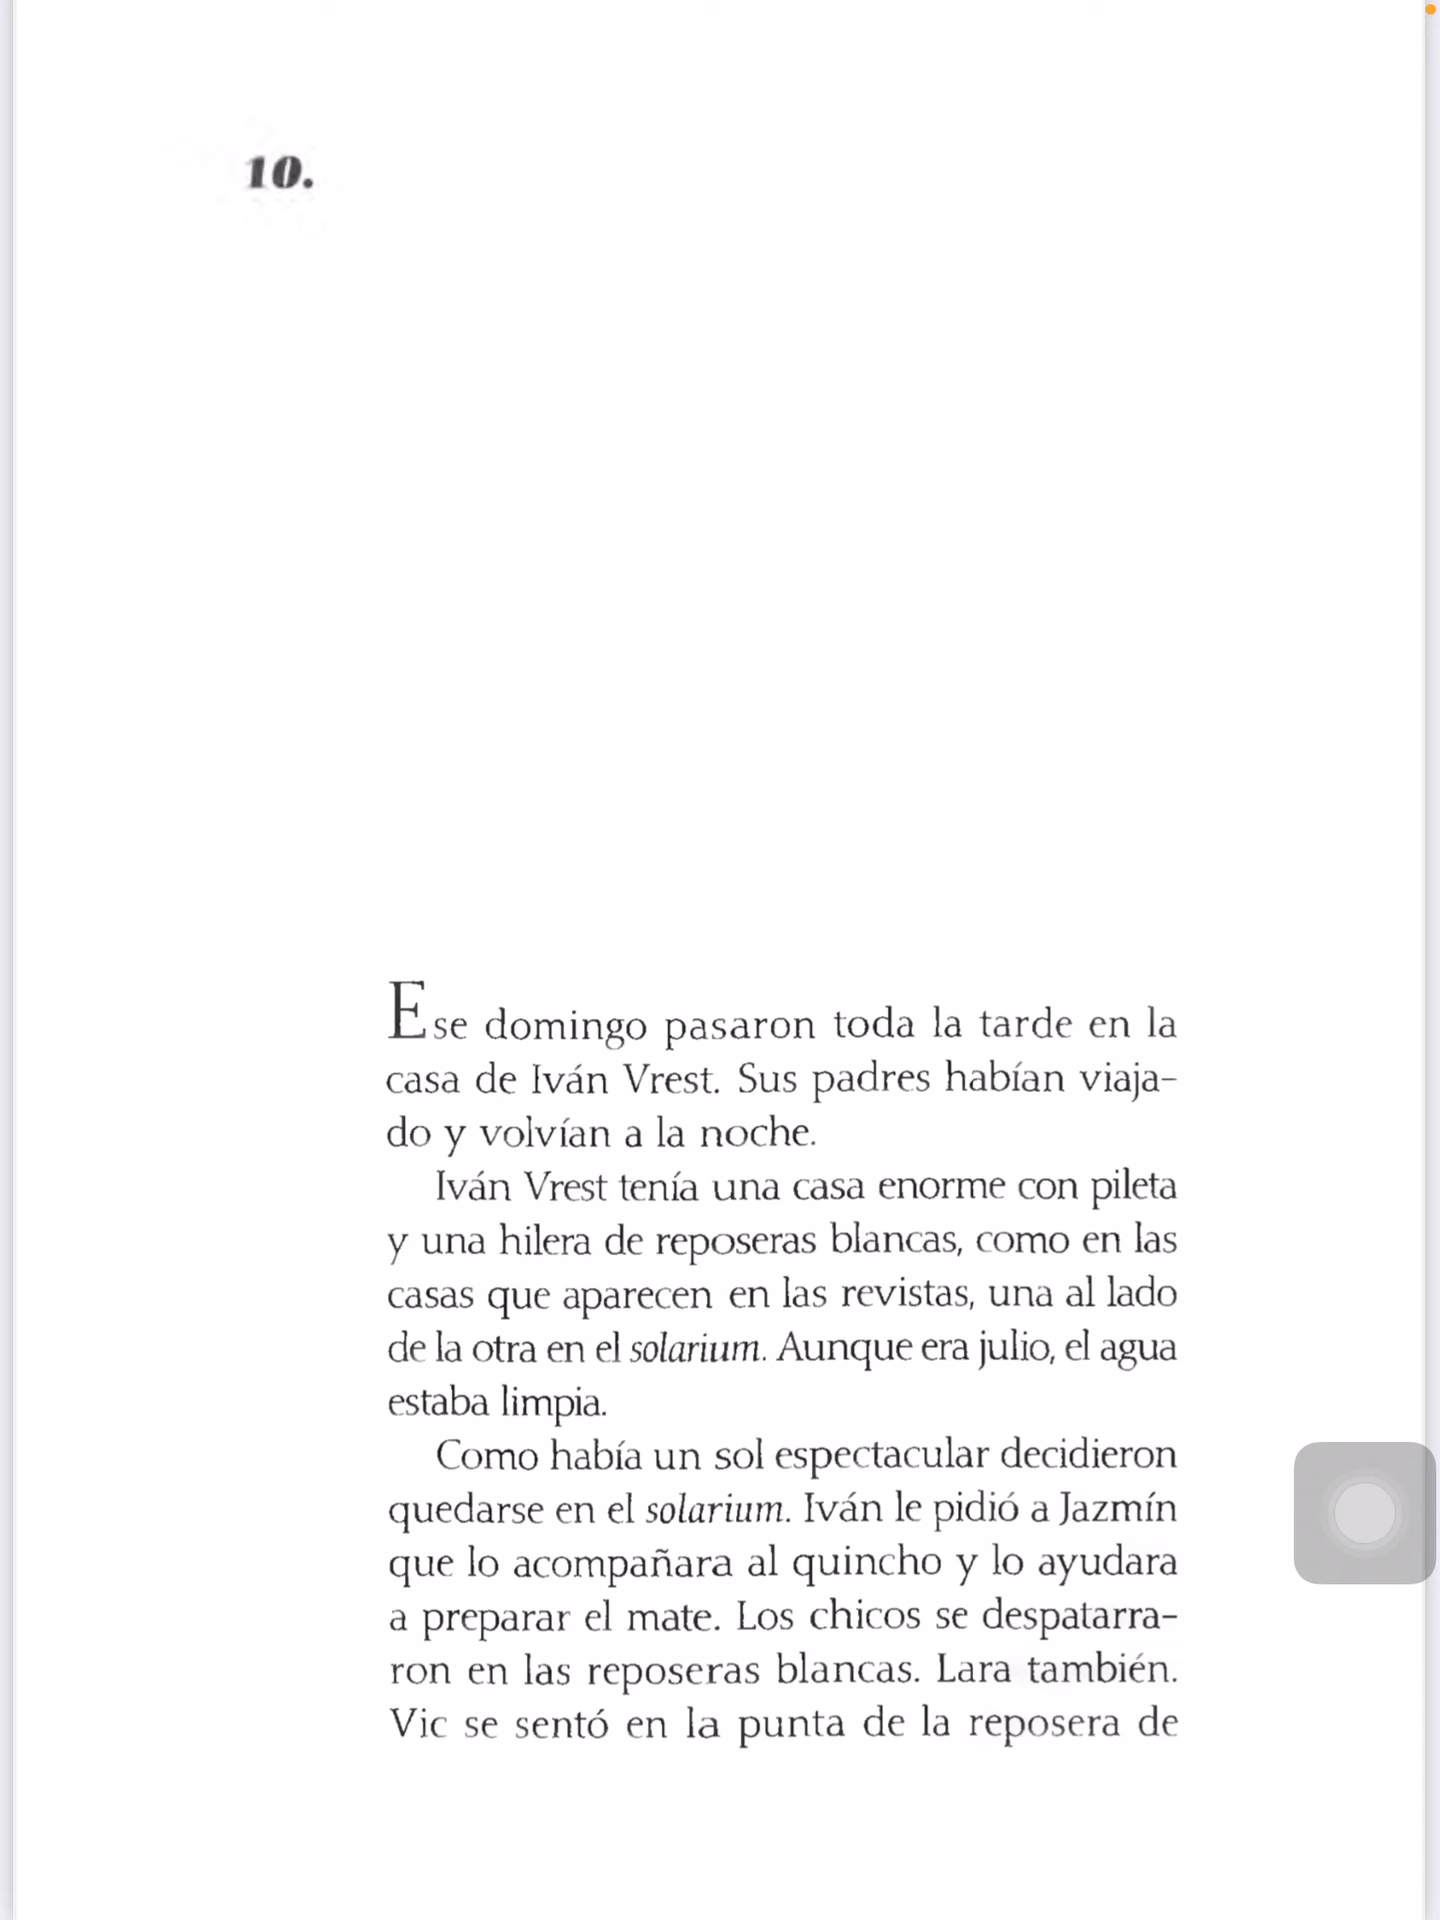 10.
Ese domingo pasaron toda la tarde en la
casa de Iván Vrest. Sus padres habían viaja-
do y volvían a la noche.
Iván Vrest tenía una casa enorme con pileta
y una hilera de reposeras blancas, como en las
casas que aparecen en las revistas, una al lado
de la otra en el solarium. Aunque era julio, el agua
estaba limpia.
Como había un sol espectacular decidieron
quedarse en el solarium. Iván le pidió a Jazmín
que lo acompañara al quincho y lo ayudara
a preparar el mate. Los chicos se despatarra-
ron en las reposeras blancas. Lara también.
Vic se sentó en la punta de la reposera de